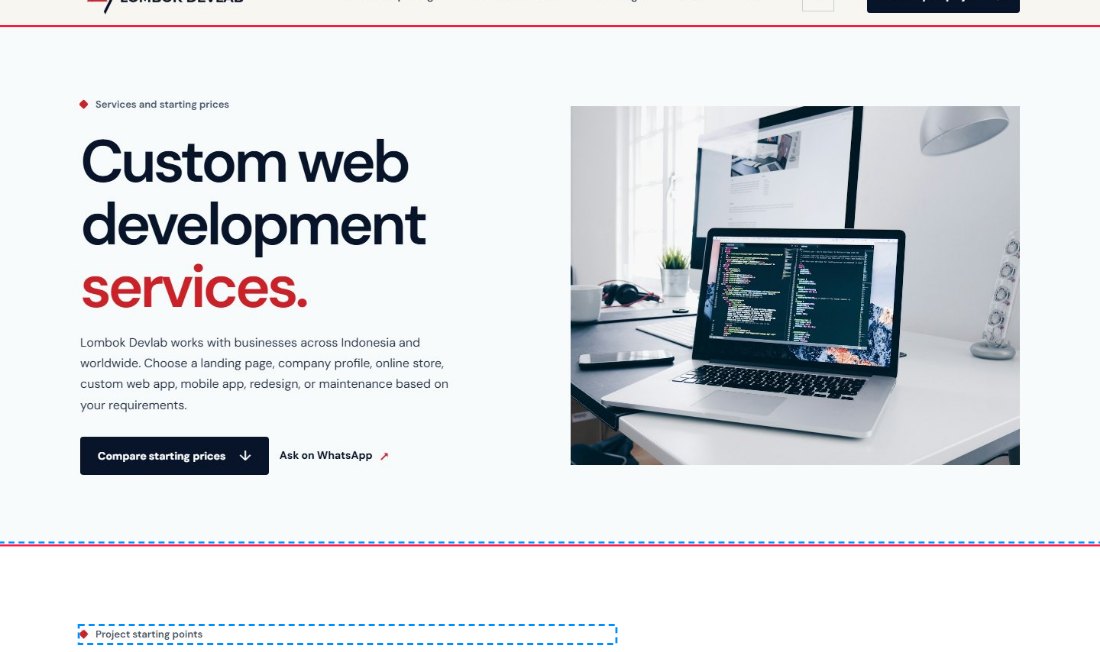 LOMBOK DEVLAB
Services and starting prices
Custom web
development
services.
Lombok Devlab works with businesses across Indonesia and
worldwide. Choose a landing page, company profile, online store,
custom web app, mobile app, redesign, or maintenance based on
your requirements.
Compare starting prices ↓
Ask on WhatsApp ↗
Project starting points